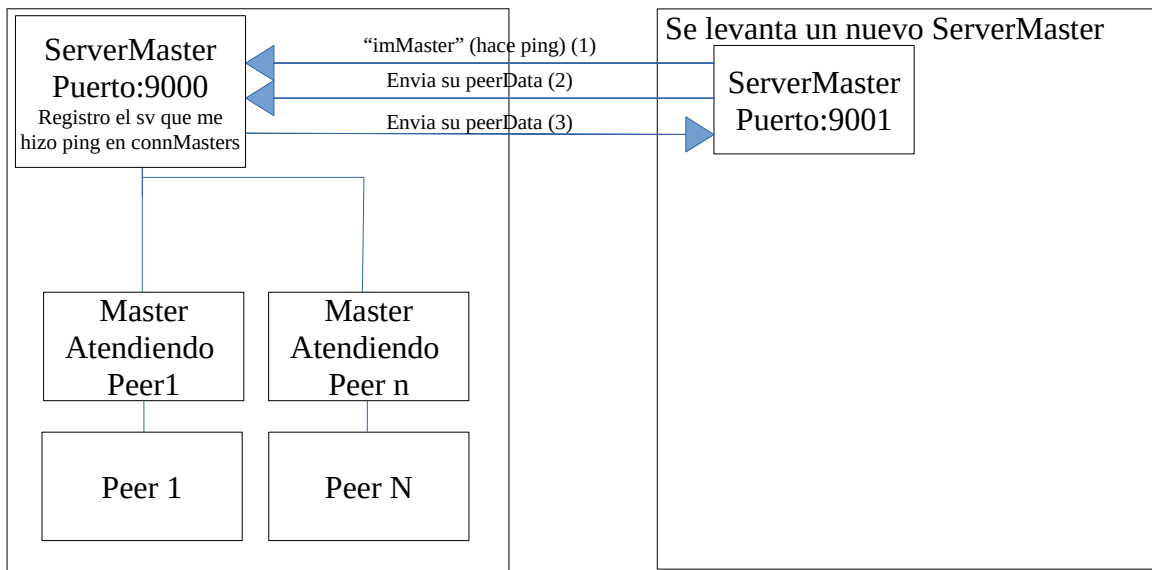 ServerMaster
Puerto:9000
Registro el sv que me
hizo ping en connMasters
“imMaster” (hace ping) (1)
Envia su peerData (2)
Envia su peerData (3)
Se levanta un nuevo ServerMaster
ServerMaster
Puerto:9001
Master
Atendiendo
Peer1
Master
Atendiendo
Peer n
Peer 1
Peer N